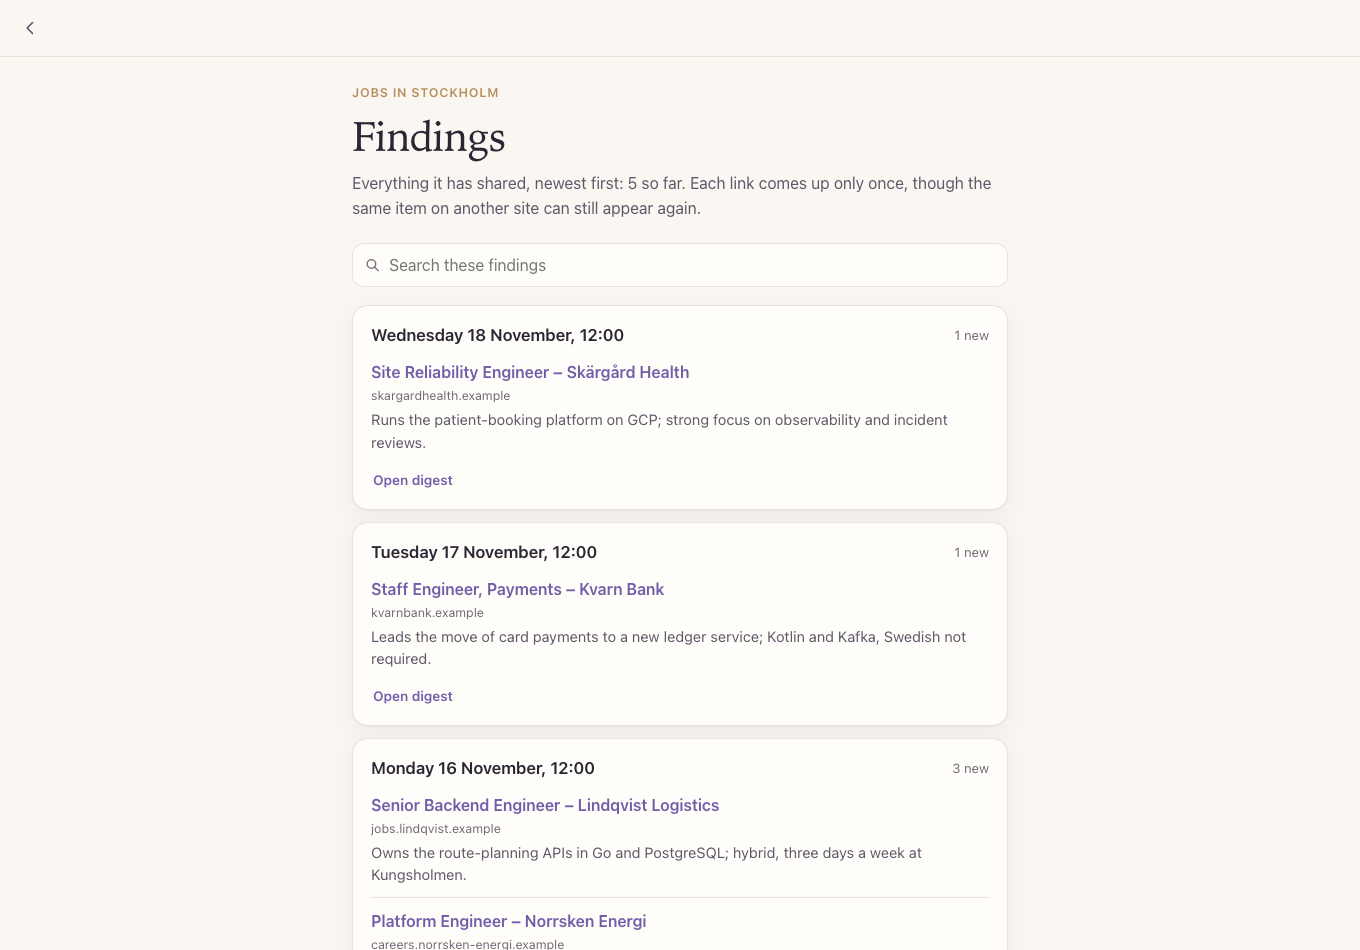 JOBS IN STOCKHOLM
Findings
Everything it has shared, newest first: 5 so far. Each link comes up only once, though the
same item on another site can still appear again.
Search these findings
Wednesday 18 November, 12:00
1 new
Site Reliability Engineer – Skärgård Health
skargardhealth.example
Runs the patient-booking platform on GCP; strong focus on observability and incident
reviews.
Open digest
Tuesday 17 November, 12:00
1 new
Staff Engineer, Payments – Kvarn Bank
kvarnbank.example
Leads the move of card payments to a new ledger service; Kotlin and Kafka, Swedish not
required.
Open digest
Monday 16 November, 12:00
3 new
Senior Backend Engineer – Lindqvist Logistics
jobs.lindqvist.example
Owns the route-planning APIs in Go and PostgreSQL; hybrid, three days a week at
Kungsholmen.
Platform Engineer – Norrsken Energi
careers.norrsken-energi.example